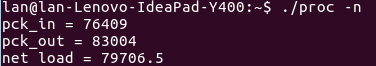 lan@lan-Lenovo-IdeaPad-Y400:~$ ./proc -n
pck_in = 76409
pck_out = 83004
net load = 79706.5